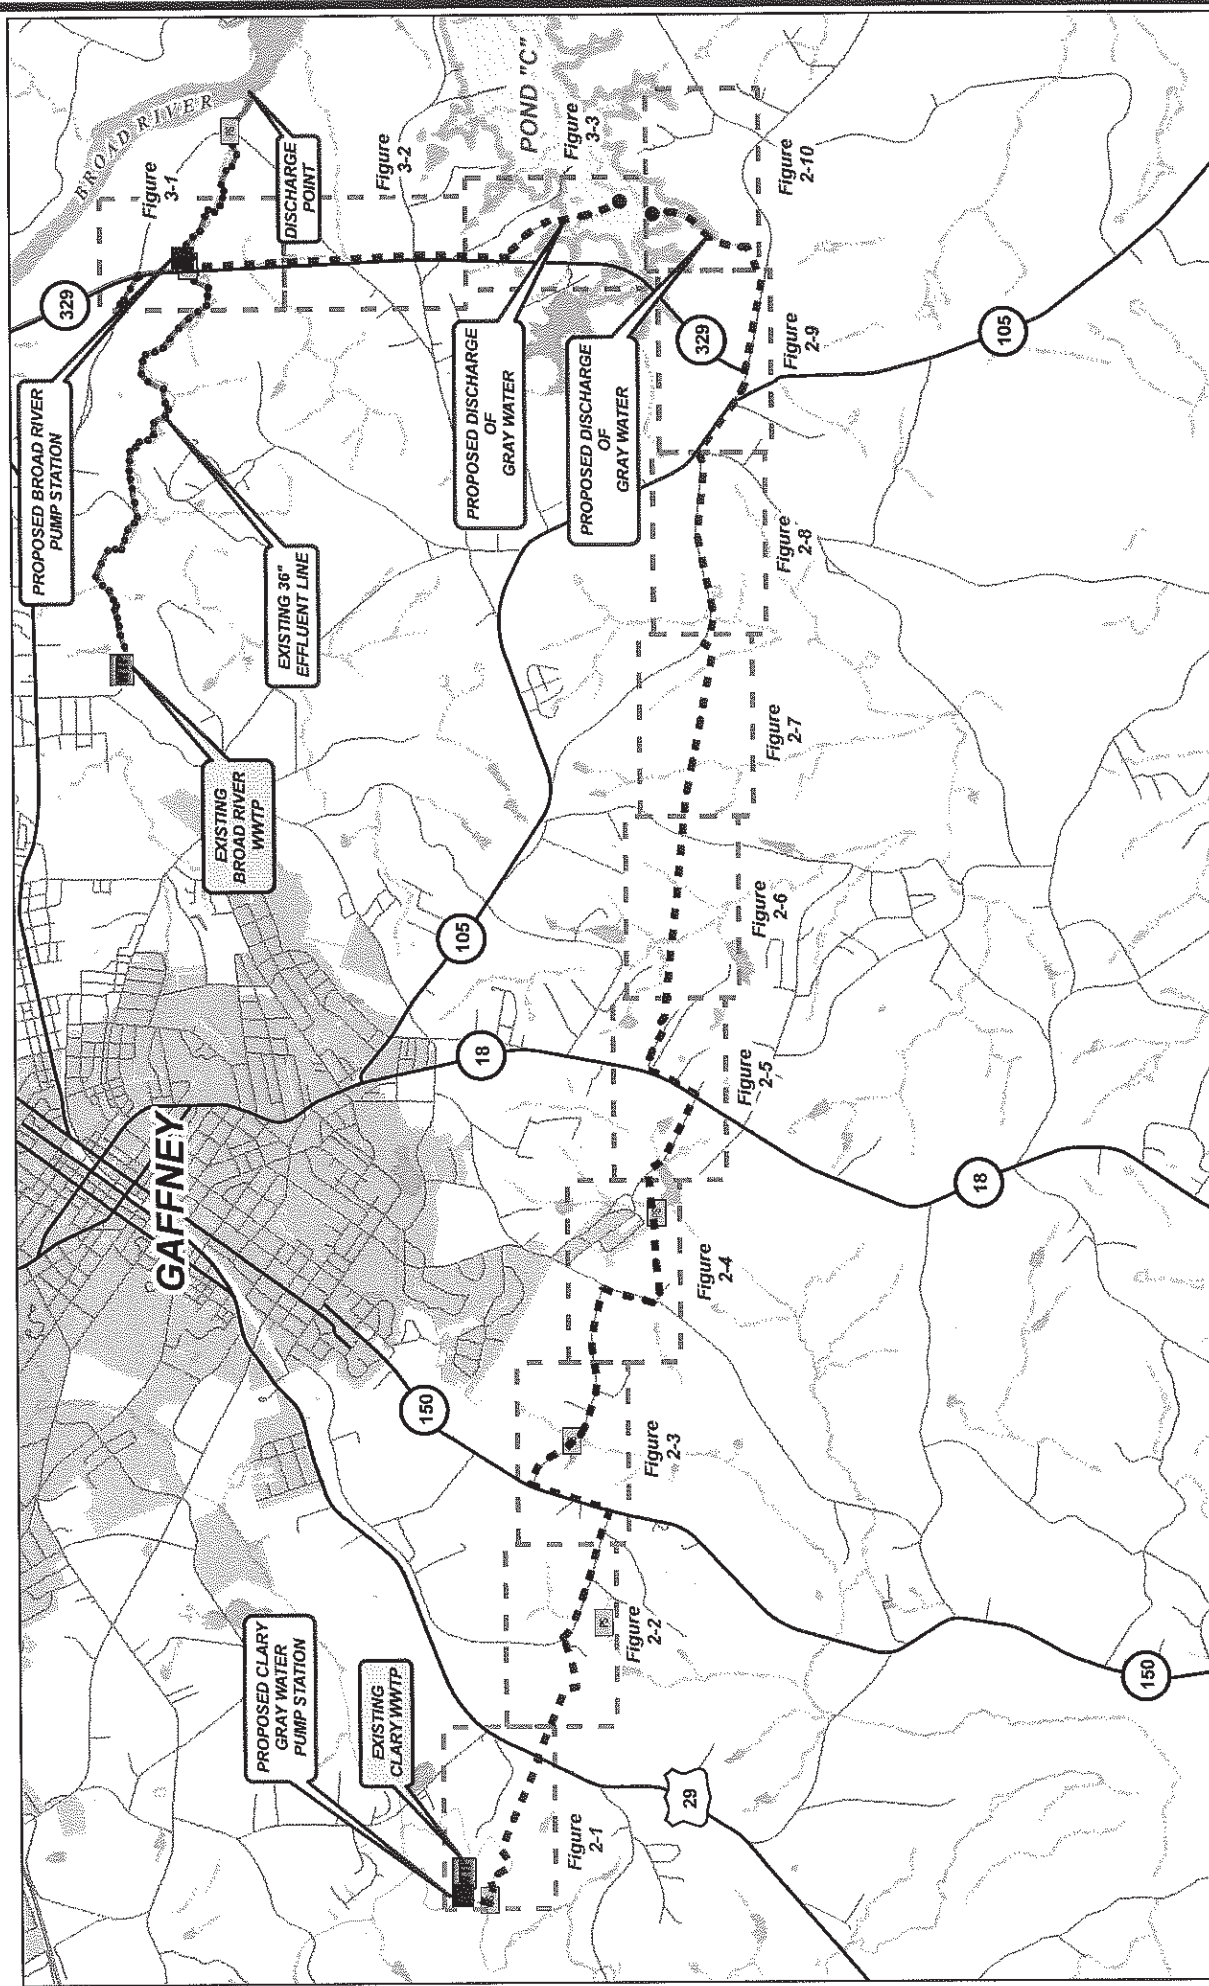 GAFFNEY
BROAD RIVER
POND "C"
PROPOSED CLARY
GRAY WATER
PUMP STATION
EXISTING
CLARY WWTP
EXISTING
BROAD RIVER
WWTP
PROPOSED BROAD RIVER
PUMP STATION
EXISTING 36"
EFFLUENT LINE
DISCHARGE
POINT
PROPOSED DISCHARGE
OF
GRAY WATER
PROPOSED DISCHARGE
OF
GRAY WATER
Figure
2-1
Figure
2-2
Figure
2-3
Figure
2-4
Figure
2-5
Figure
2-6
Figure
2-7
Figure
2-8
Figure
2-9
Figure
2-10
Figure
3-1
Figure
3-2
Figure
3-3
29
150
150
18
18
105
105
329
329
PS
PS